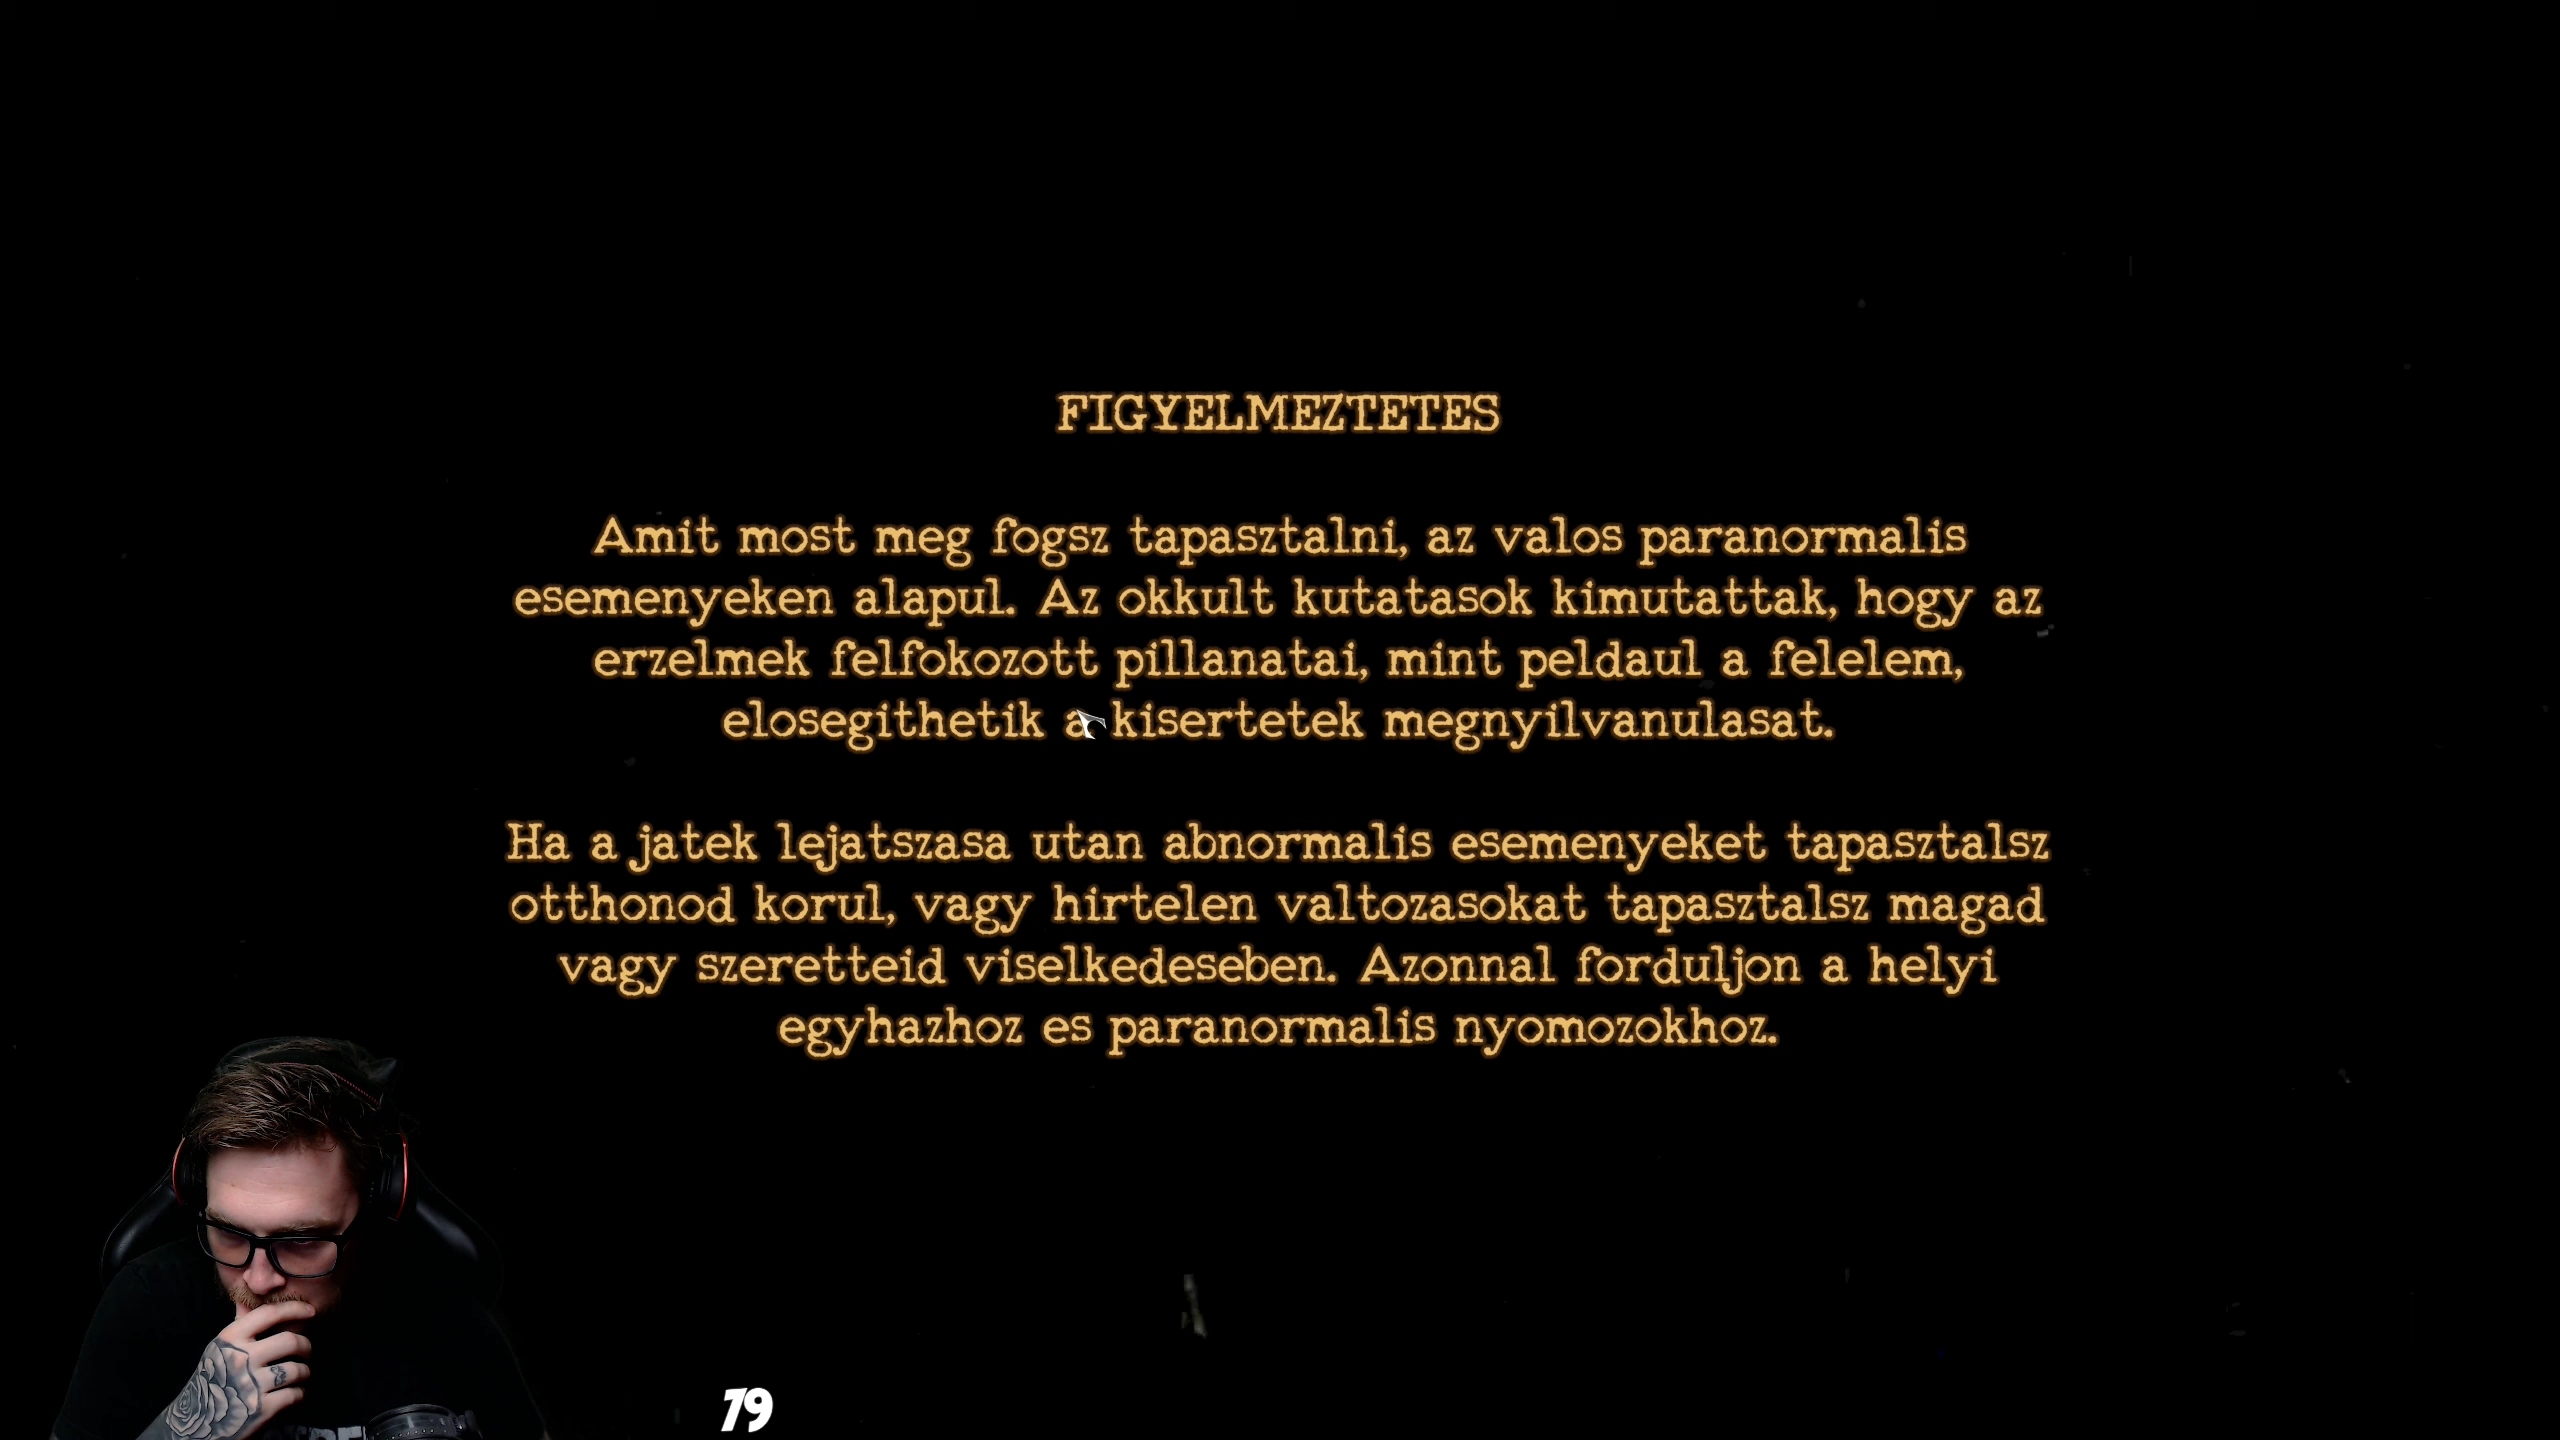 FIGYELMEZTETES
Amit most meg fogsz tapasztalni, az valos paranormalis
esemenyeken alapul. Az okkult kutatasok kimutattak, hogy az
erzelmek felfokozott pillanatai, mint peldaul a felelem,
elosegithetik a kisertetek megnyilvanulasat.
Ha a jatek lejatszasa utan abnormalis esemenyeket tapasztalsz
otthonod korul, vagy hirtelen valtozasokat tapasztalsz magad
vagy szeretteid viselkedeseben. Azonnal forduljon a helyi
egyhazhoz es paranormalis nyomozokhoz.
79